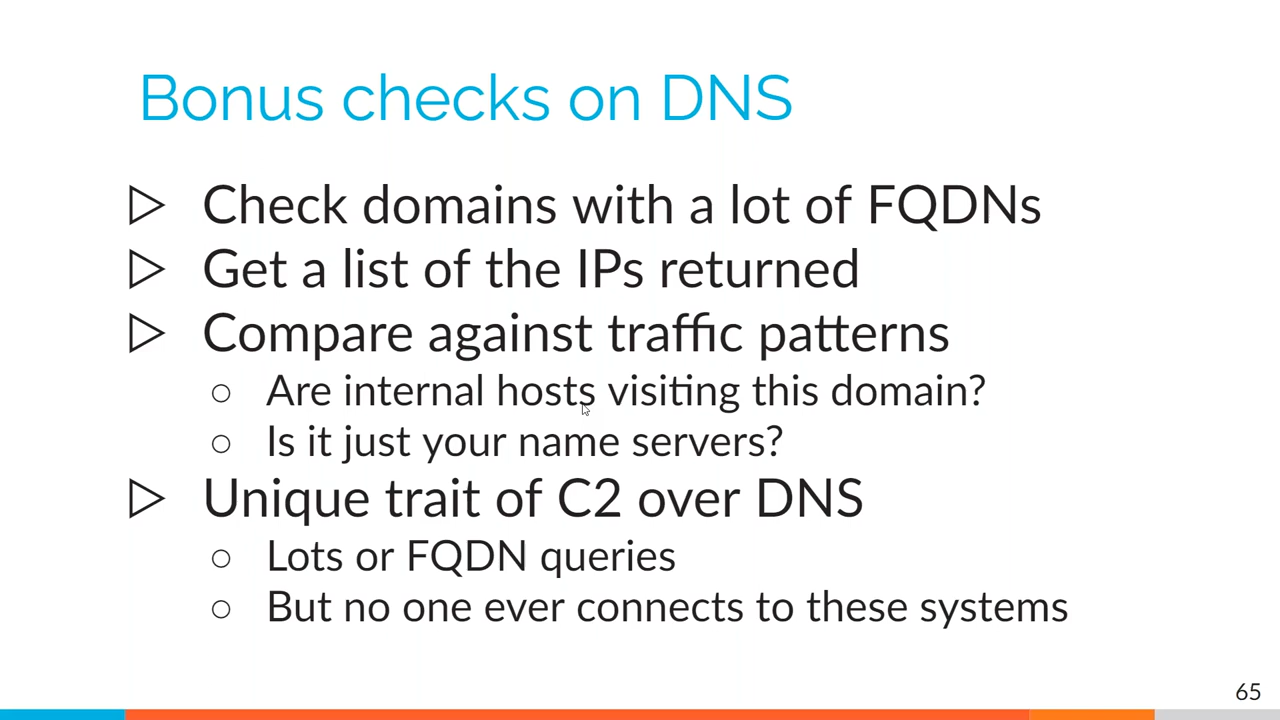 Bonus checks on DNS
Check domains with a lot of FQDNs
Get a list of the IPs returned
Compare against traffic patterns
Are internal hosts visiting this domain?
Is it just your name servers?
Unique trait of C2 over DNS
Lots or FQDN queries
But no one ever connects to these systems
65